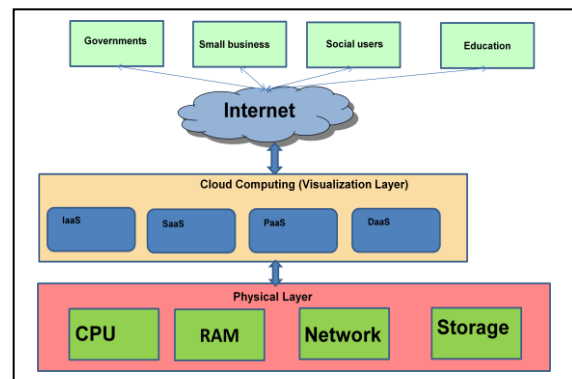 Governments
Small business
Social users
Education
Internet
Cloud Computing (Visualization Layer)
IaaS
SaaS
PaaS
DaaS
Physical Layer
CPU
RAM
Network
Storage